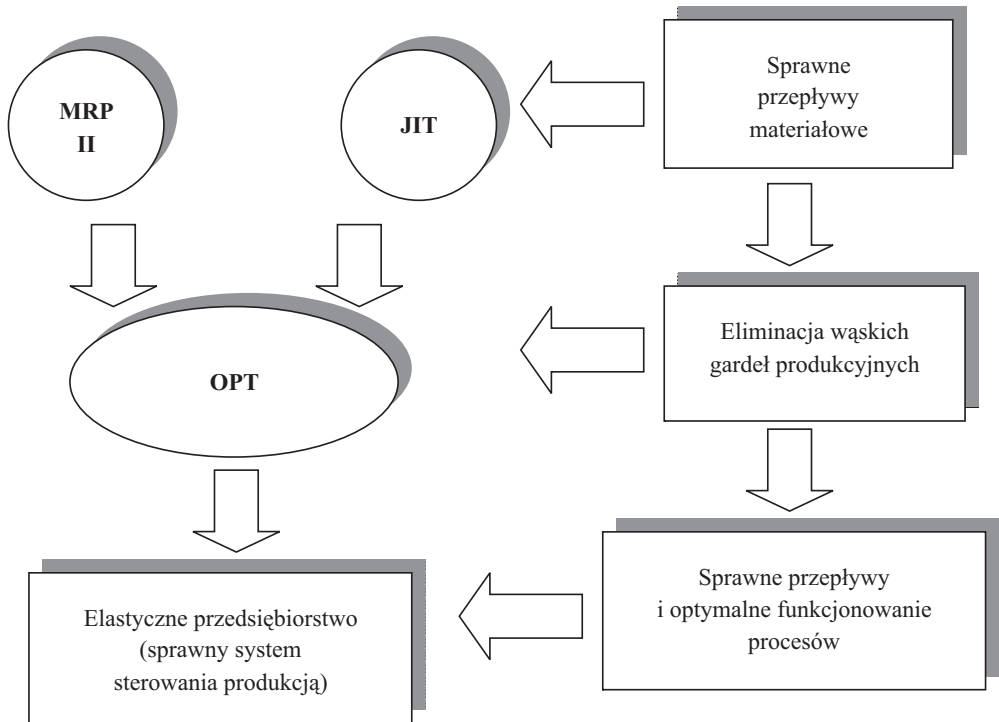 MRP
II
JIT
Sprawne
przepływy
materiałowe
OPT
Eliminacja wąskich
gardeł produkcyjnych
Elastyczne przedsiębiorstwo
(sprawny system
sterowania produkcją)
Sprawne przepływy
i optymalne funkcjonowanie
procesów